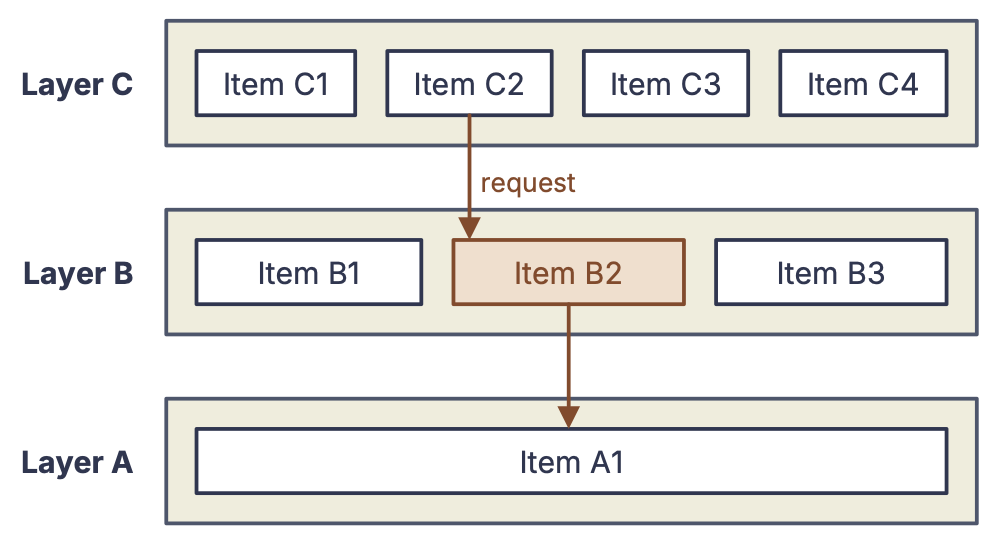 Layer C
Item C1
Item C2
Item C3
Item C4
request
Layer B
Item B1
Item B2
Item B3
Layer A
Item A1